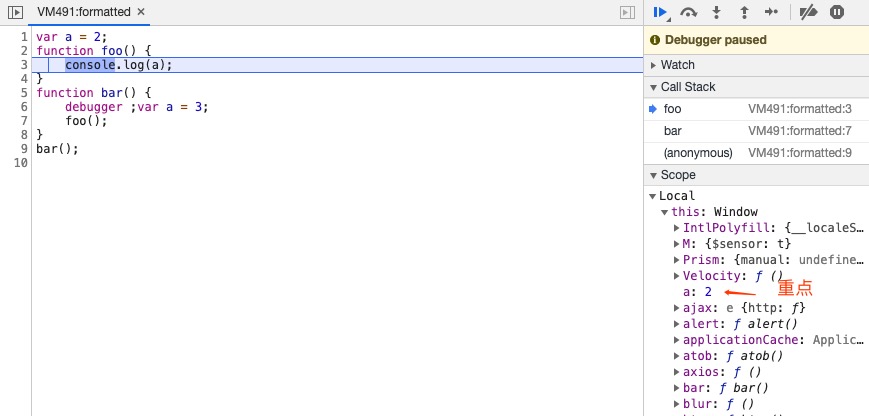 VM491:formatted ×
1 var a = 2;
2 function foo() {
3 console.log(a);
4 }
5 function bar() {
6 debugger ;var a = 3;
7 foo();
8 }
9 bar();
10
Debugger paused
Watch
Call Stack
foo VM491:formatted:3
bar VM491:formatted:7
(anonymous) VM491:formatted:9
Scope
Local
this: Window
IntlPolyfill: {__localeS…
M: {$sensor: t}
Prism: {manual: undefine…
Velocity: ƒ ()
a: 2 重点
ajax: e {http: ƒ}
alert: ƒ alert()
applicationCache: Applic…
atob: ƒ atob()
axios: ƒ ()
bar: ƒ bar()
blur: ƒ ()